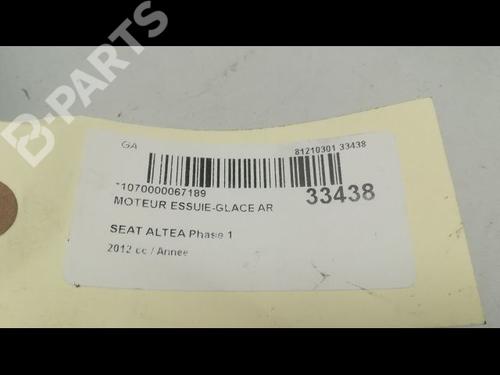 B-PARTS
GA
81210301 33438
*1070000067189
33438
MOTEUR ESSUIE-GLACE AR
SEAT ALTEA Phase 1
2012 cc / Annee